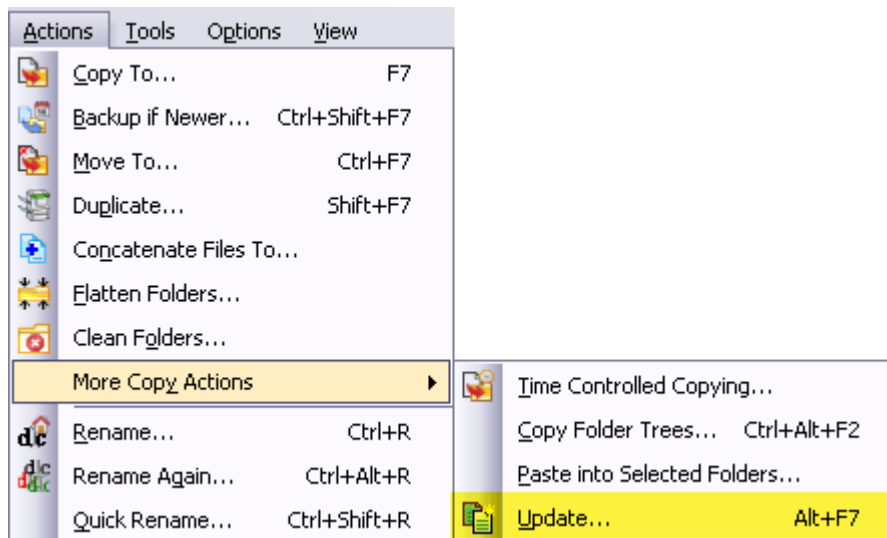 Actions Tools Options View
Copy To... F7
Backup if Newer... Ctrl+Shift+F7
Move To... Ctrl+F7
Duplicate... Shift+F7
Concatenate Files To...
Flatten Folders...
Clean Folders...
More Copy Actions
Rename... Ctrl+R
Rename Again... Ctrl+Alt+R
Quick Rename... Ctrl+Shift+R
Time Controlled Copying...
Copy Folder Trees... Ctrl+Alt+F2
Paste into Selected Folders...
Update... Alt+F7